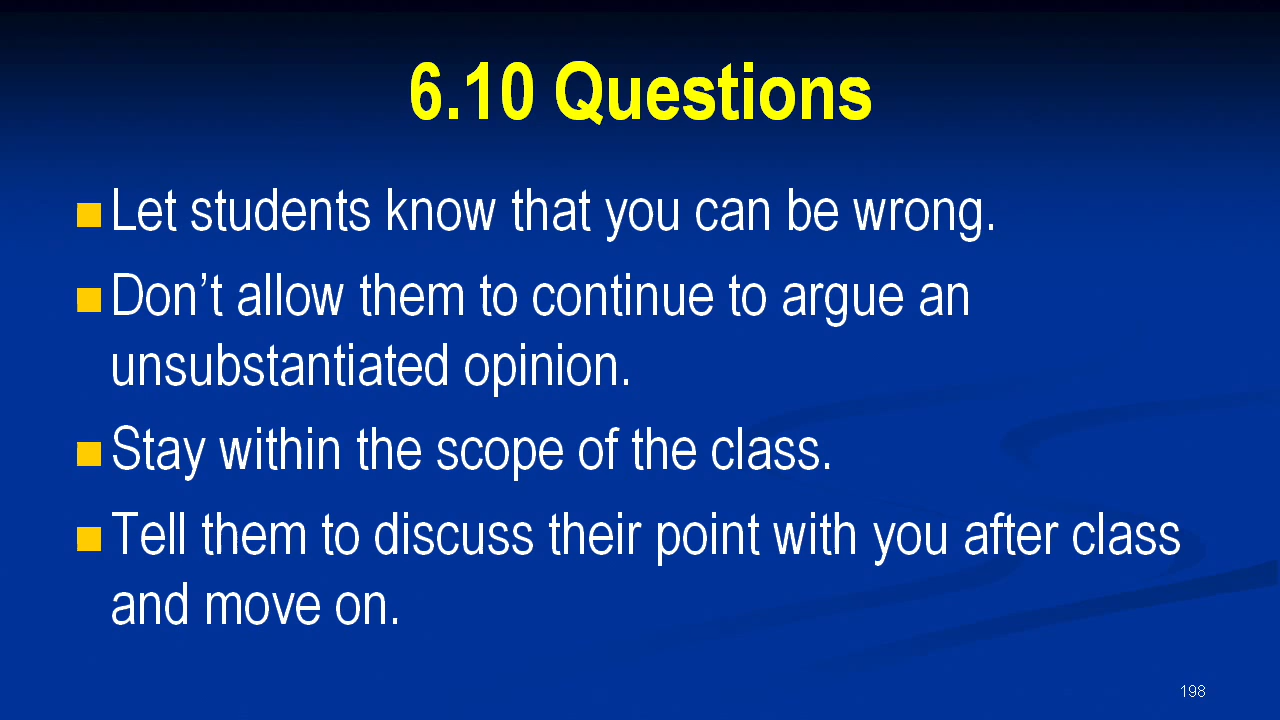 6.10 Questions
Let students know that you can be wrong.
Don’t allow them to continue to argue an
unsubstantiated opinion.
Stay within the scope of the class.
Tell them to discuss their point with you after class
and move on.
198